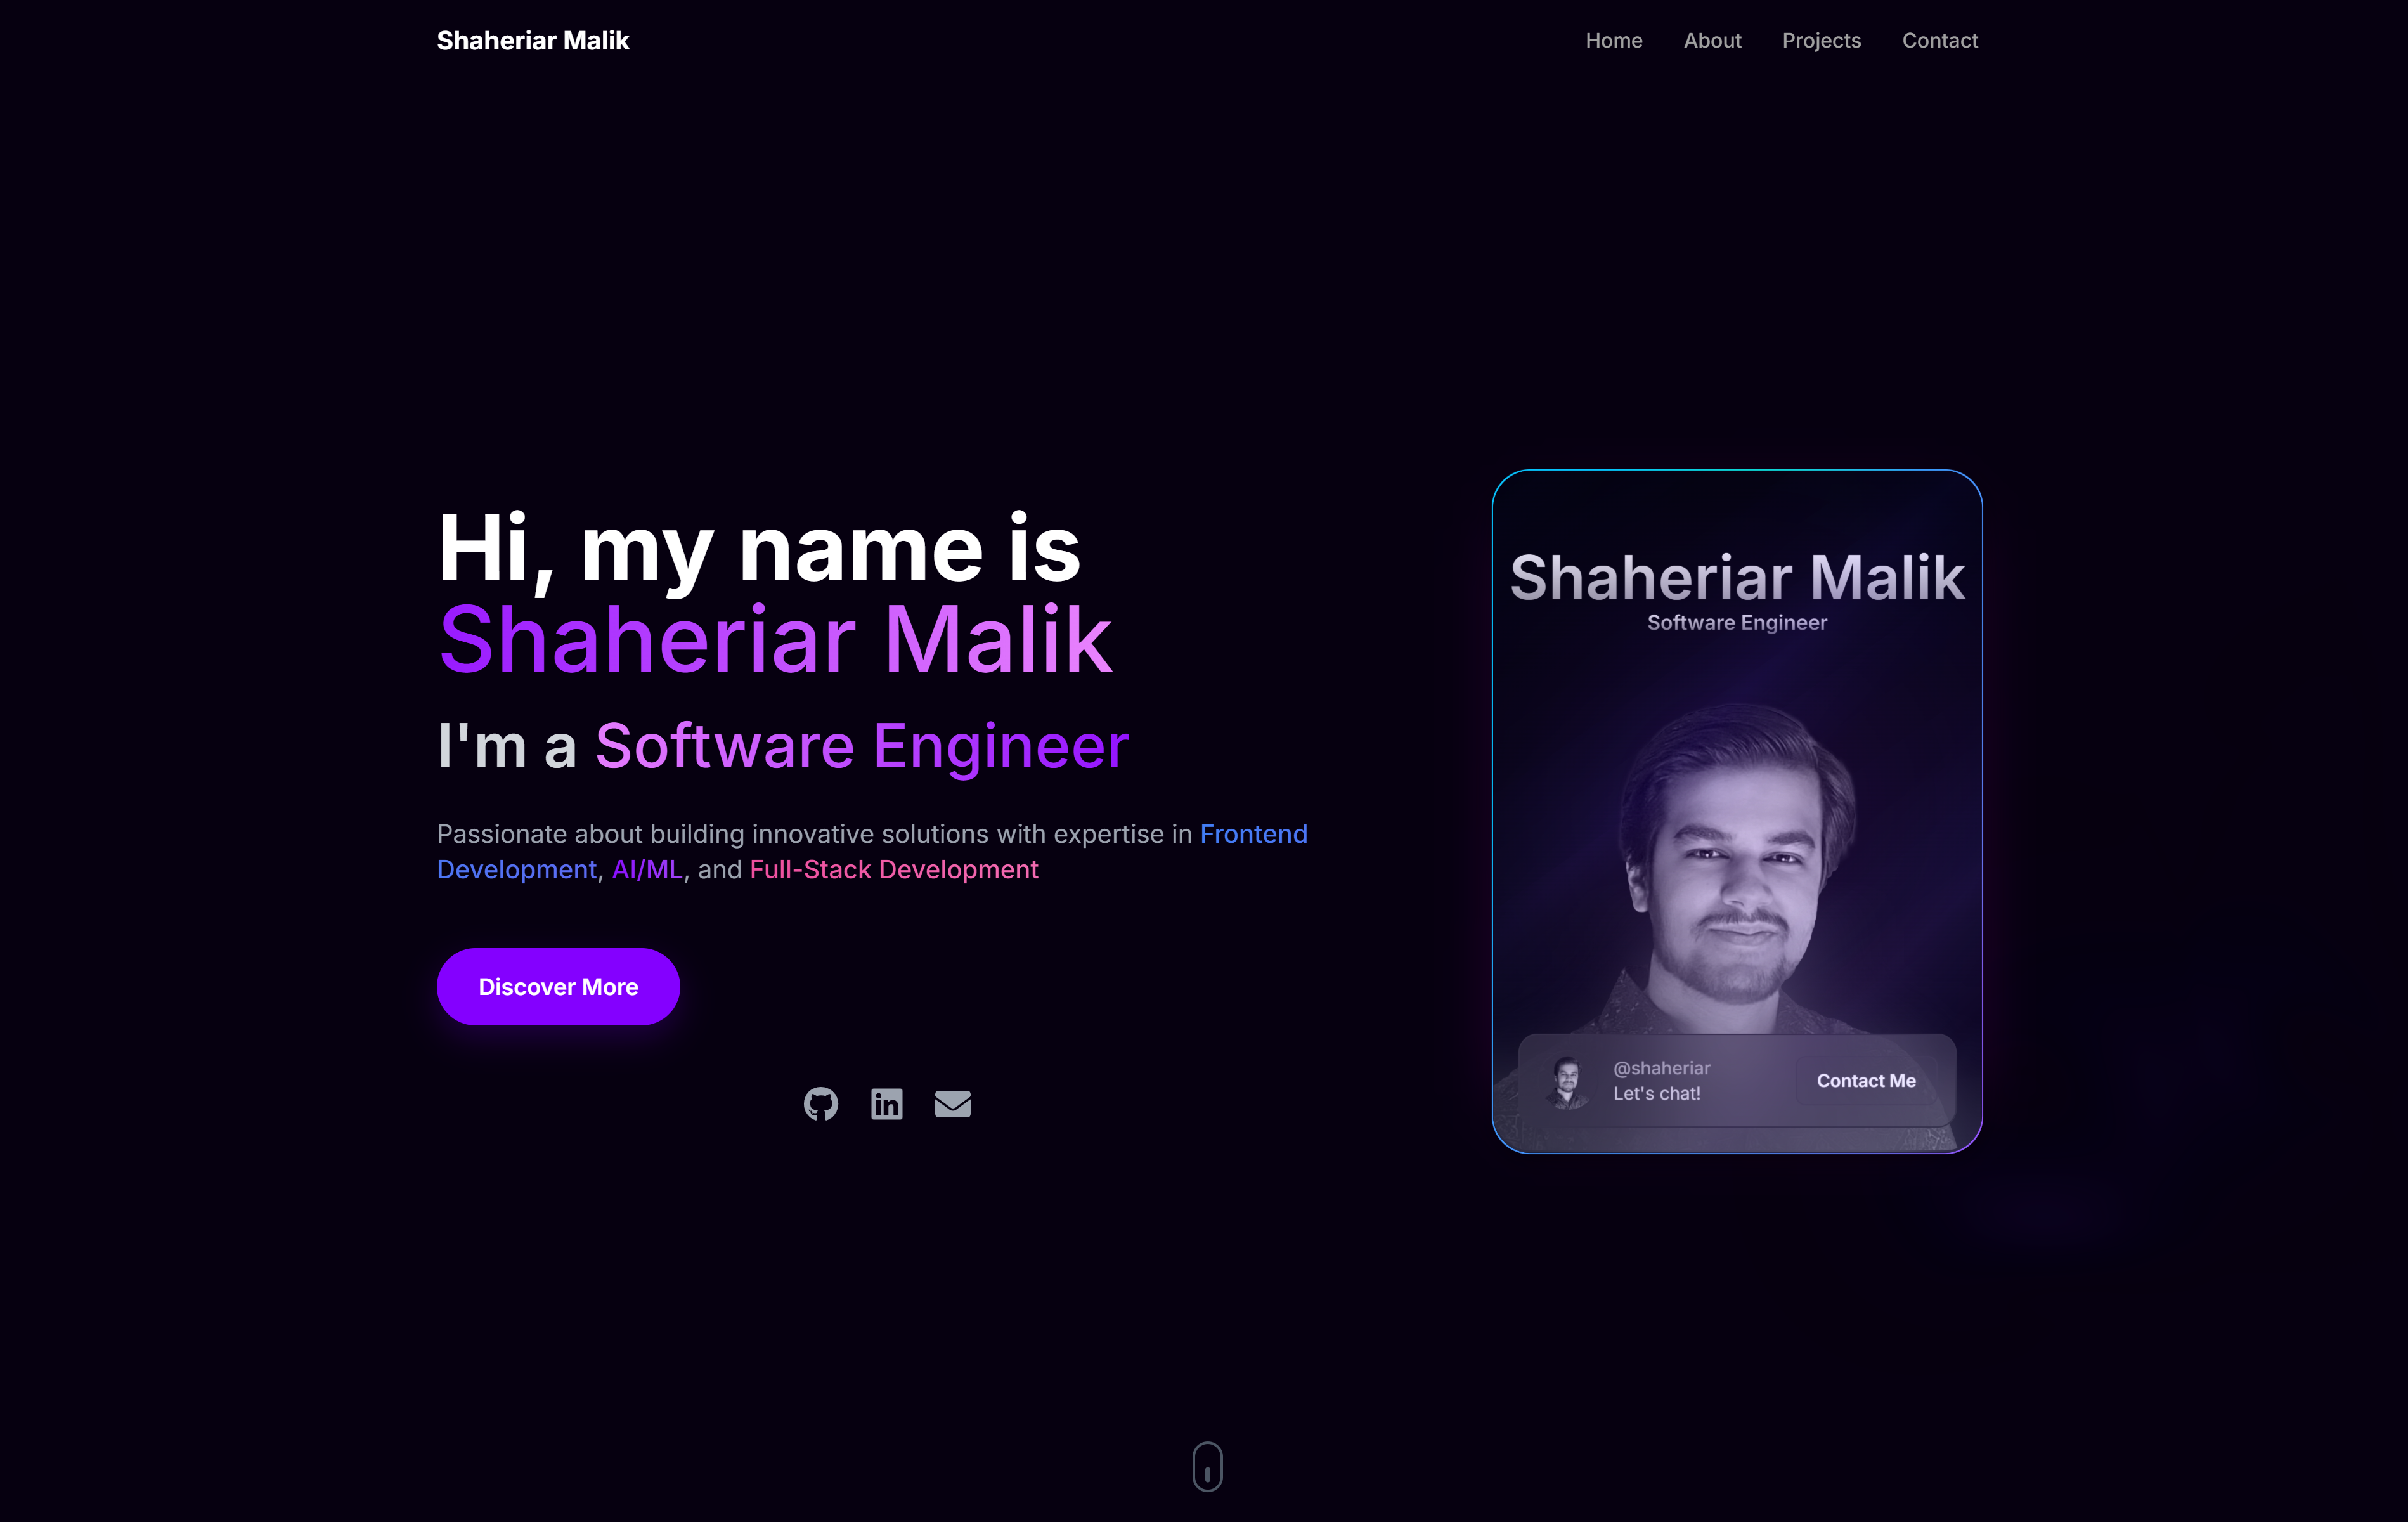 Shaheriar Malik
Home About Projects Contact
Hi, my name is
Shaheriar Malik
I'm a Software Engineer
Passionate about building innovative solutions with expertise in Frontend
Development, AI/ML, and Full-Stack Development
Discover More
in
Shaheriar Malik
Software Engineer
@shaheriar
Let's chat!
Contact Me